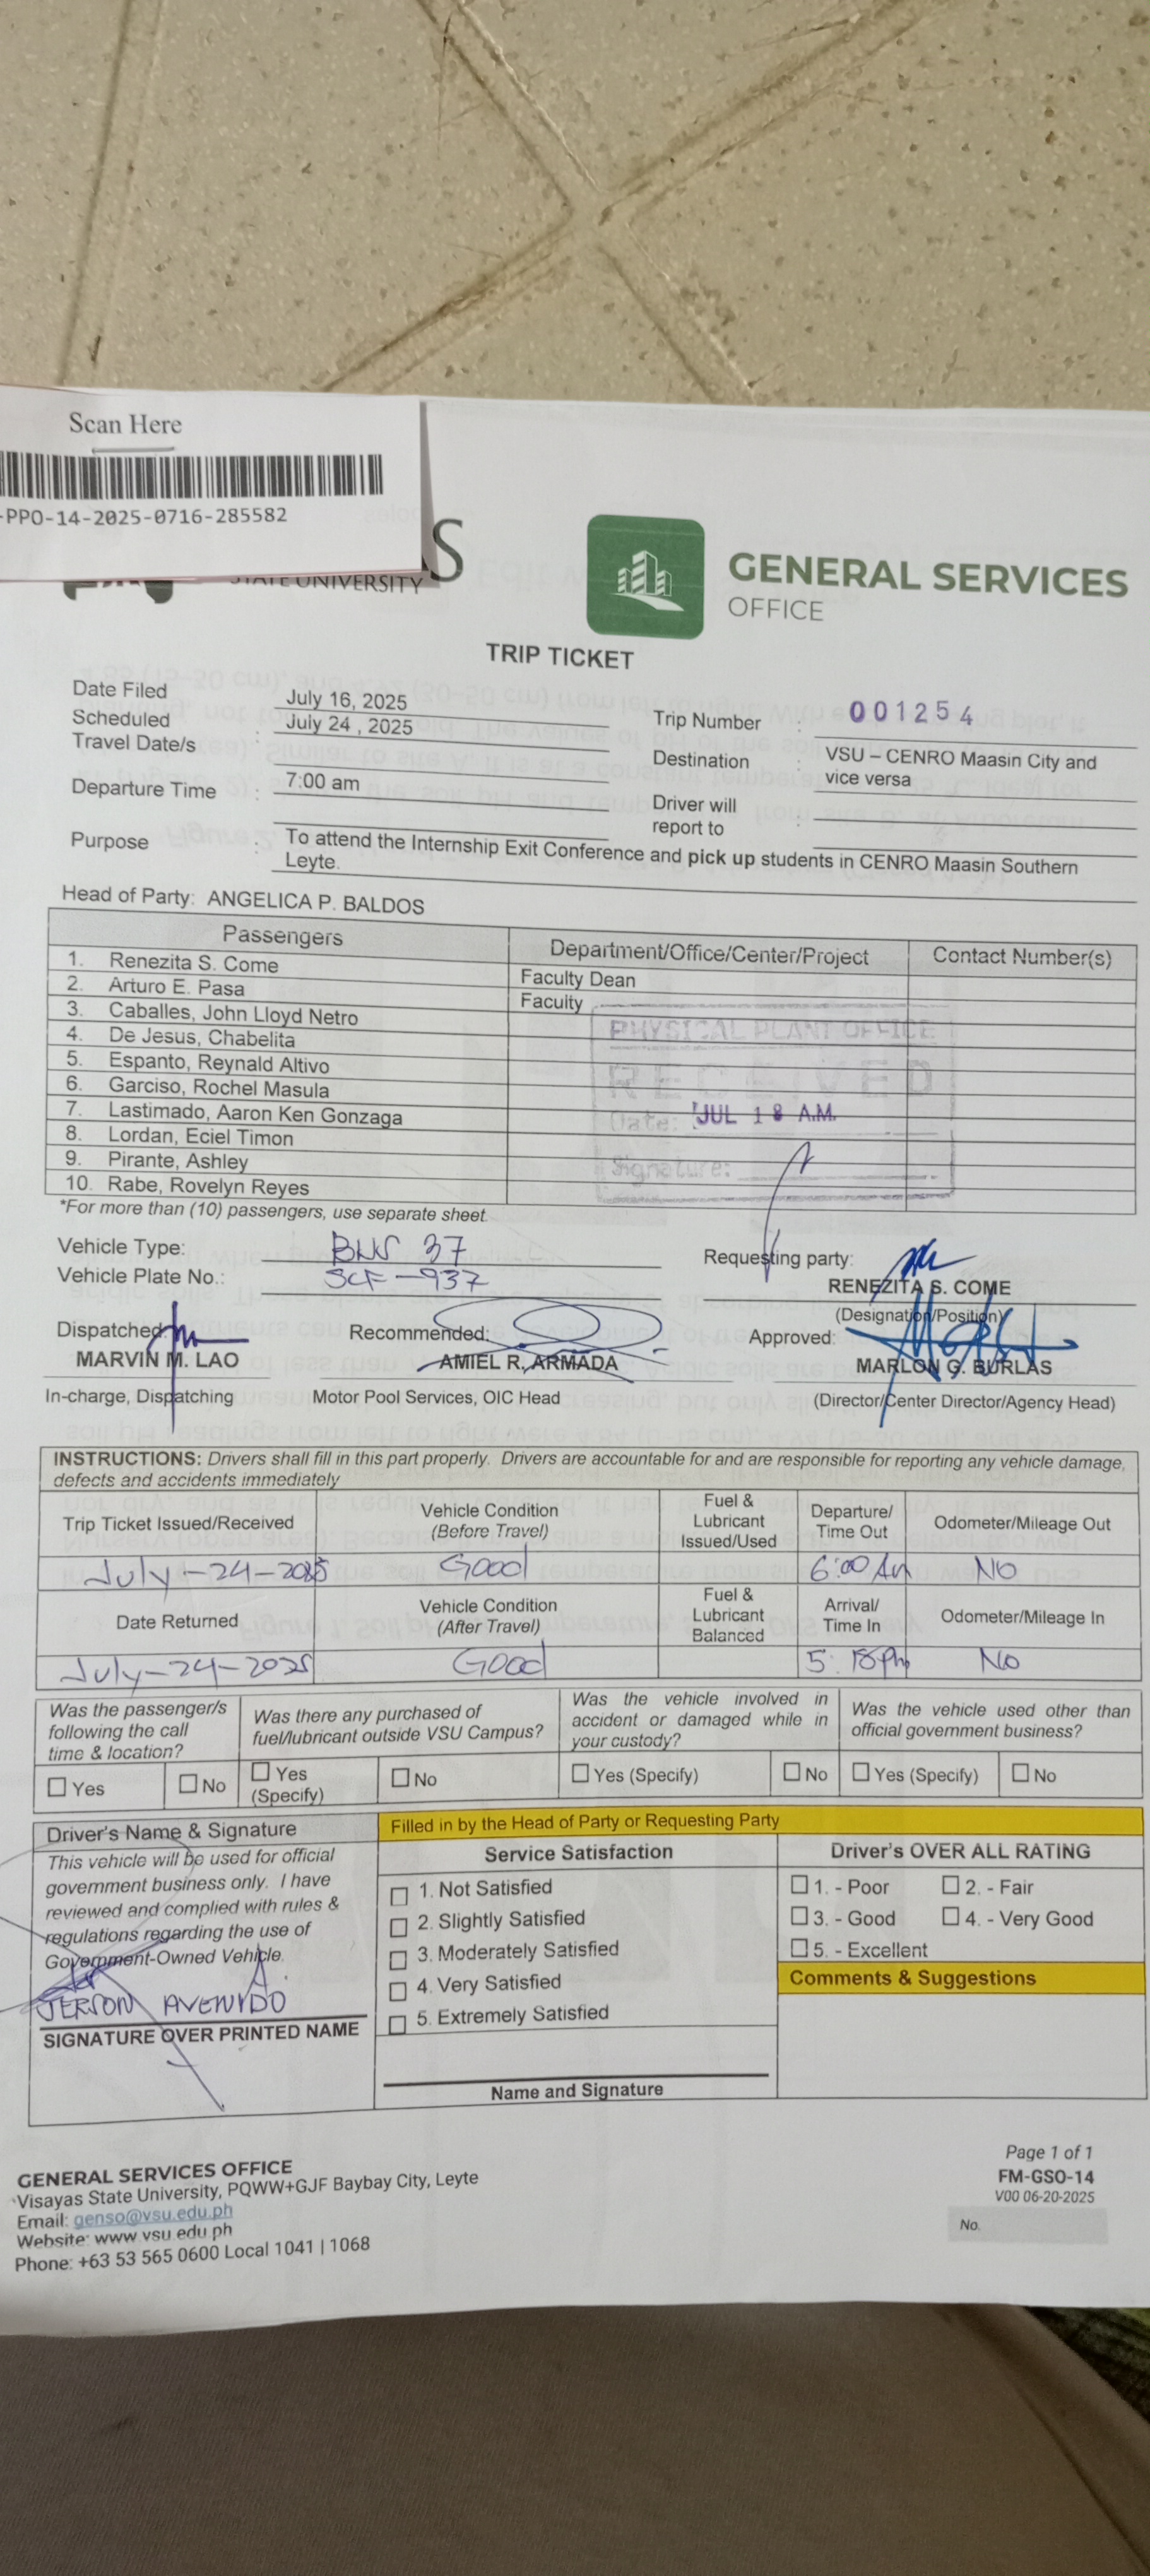 Scan Here
-PPO-14-2025-0716-285582
STATE UNIVERSITY
GENERAL SERVICES
OFFICE
TRIP TICKET
Date Filed July 16, 2025
Scheduled Travel Date/s : July 24 , 2025
Trip Number : 001254
Destination : VSU – CENRO Maasin City and vice versa
Departure Time : 7:00 am
Driver will report to :
Purpose : To attend the Internship Exit Conference and pick up students in CENRO Maasin Southern
Leyte.
Head of Party: ANGELICA P. BALDOS
Passengers Department/Office/Center/Project Contact Number(s)
1. Renezita S. Come Faculty Dean
2. Arturo E. Pasa Faculty
3. Caballes, John Lloyd Netro
4. De Jesus, Chabelita
5. Espanto, Reynald Altivo
6. Garciso, Rochel Masula
7. Lastimado, Aaron Ken Gonzaga
8. Lordan, Eciel Timon
9. Pirante, Ashley
10. Rabe, Rovelyn Reyes
PHYSICAL PLANT OFFICE
RECEIVED
Date: JUL 18 A.M.
Signature:
*For more than (10) passengers, use separate sheet.
Vehicle Type: 37
Vehicle Plate No.: SCF-937
Requesting party:
RENEZITA S. COME
(Designation/Position)
Dispatched: Recommended: Approved:
MARVIN M. LAO AMIEL R. ARMADA MARLON G. BURLAS
In-charge, Dispatching Motor Pool Services, OIC Head (Director/Center Director/Agency Head)
INSTRUCTIONS: Drivers shall fill in this part properly. Drivers are accountable for and are responsible for reporting any vehicle damage,
defects and accidents immediately
Trip Ticket Issued/Received Vehicle Condition (Before Travel) Fuel & Lubricant Issued/Used Departure/ Time Out Odometer/Mileage Out
July-24-2025 Good 6:00 Am NO
Date Returned Vehicle Condition (After Travel) Fuel & Lubricant Balanced Arrival/ Time In Odometer/Mileage In
July-24-2025 Good 5:18 Pm NO
Was the passenger/s following the call time & location?
Was there any purchased of fuel/lubricant outside VSU Campus?
Was the vehicle involved in accident or damaged while in your custody?
Was the vehicle used other than official government business?
Yes No Yes (Specify) No Yes (Specify) No Yes (Specify) No
Driver's Name & Signature
This vehicle will be used for official
government business only. I have
reviewed and complied with rules &
regulations regarding the use of
Government-Owned Vehicle.
JERSON A. AVENIDO
SIGNATURE OVER PRINTED NAME
Filled in by the Head of Party or Requesting Party
Service Satisfaction
1. Not Satisfied
2. Slightly Satisfied
3. Moderately Satisfied
4. Very Satisfied
5. Extremely Satisfied
Name and Signature
Driver's OVER ALL RATING
1. - Poor 2. - Fair
3. - Good 4. - Very Good
5. - Excellent
Comments & Suggestions
GENERAL SERVICES OFFICE
Visayas State University, PQWW+GJF Baybay City, Leyte
Email: genso@vsu.edu.ph
Website: www.vsu.edu.ph
Phone: +63 53 565 0600 Local 1041 | 1068
Page 1 of 1
FM-GSO-14
V00 06-20-2025
No.